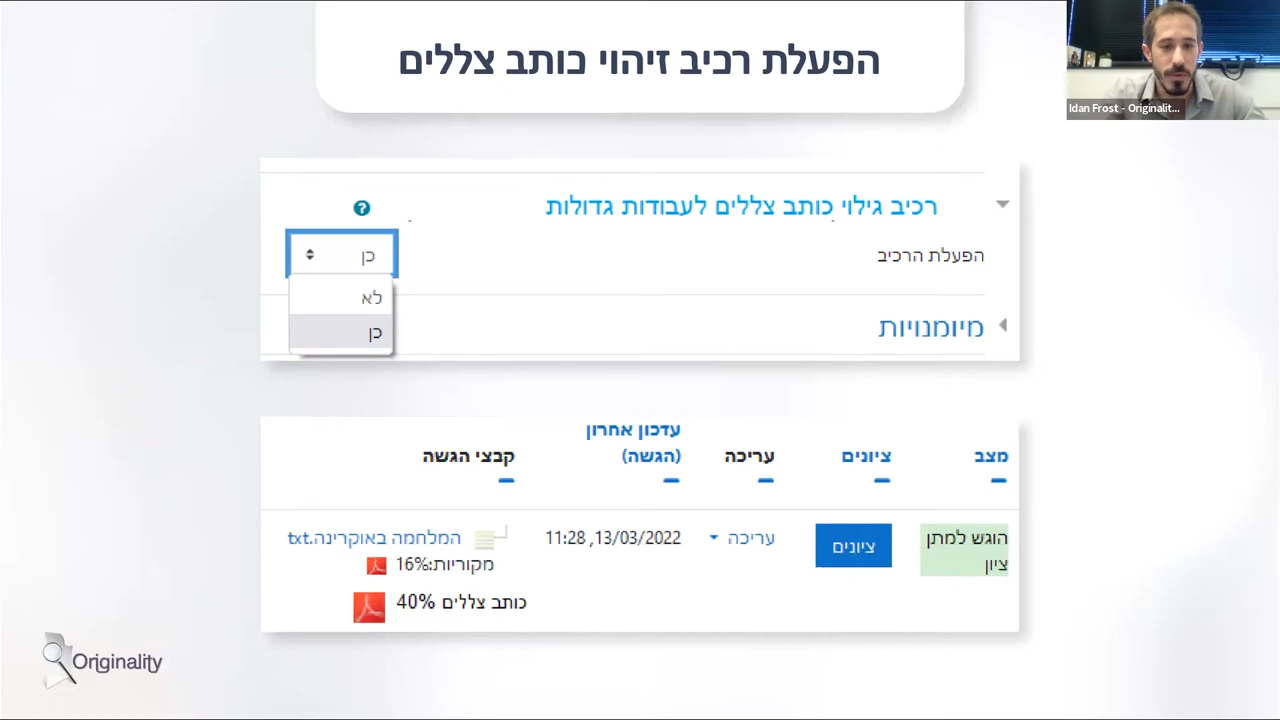 הפעלת רכיב זיהוי כותב צללים
Idan Frost - Originalit...
רכיב גילוי כותב צללים לעבודות גדולות
הפעלת הרכיב
כן
לא
כן
מיומנויות
מצב
ציונים
עריכה
עדכון אחרון
(הגשה)
קבצי הגשה
הוגש למתן
ציון
ציונים
עריכה
13/03/2022, 11:28
המלחמה באוקרינה.txt
מקוריות:16%
כותב צללים 40%
Originality